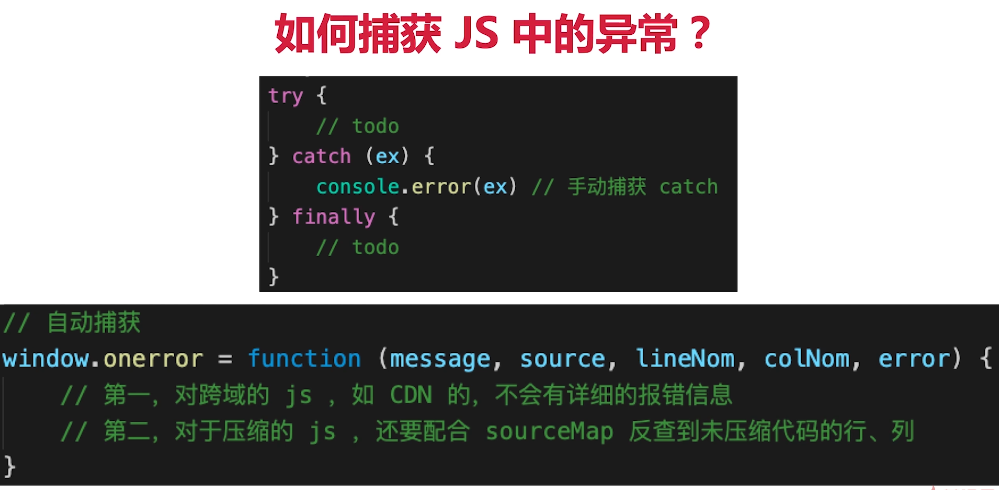 如何捕获 JS 中的异常？
try {
// todo
} catch (ex) {
console.error(ex) // 手动捕获 catch
} finally {
// todo
}
// 自动捕获
window.onerror = function (message, source, lineNom, colNom, error) {
// 第一，对跨域的 js ，如 CDN 的，不会有详细的报错信息
// 第二，对于压缩的 js ，还要配合 sourceMap 反查到未压缩代码的行、列
}